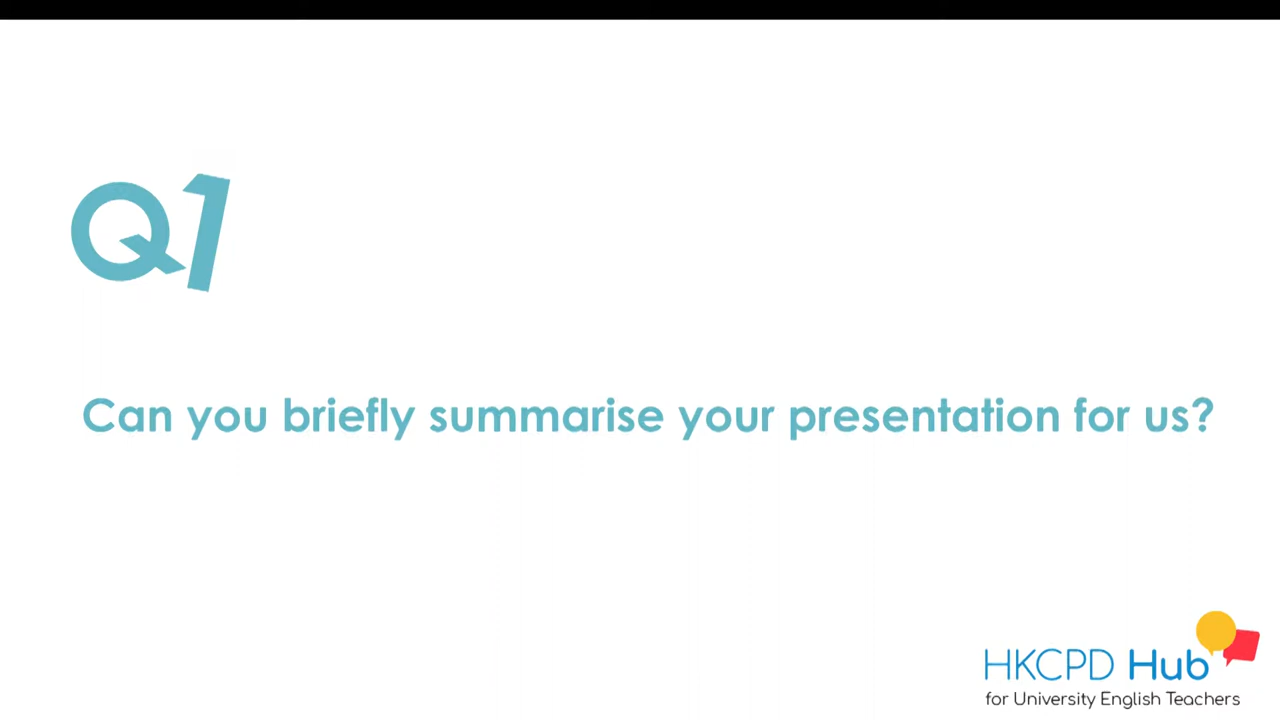 Q1
Can you briefly summarise your presentation for us?
HKCPD Hub
for University English Teachers